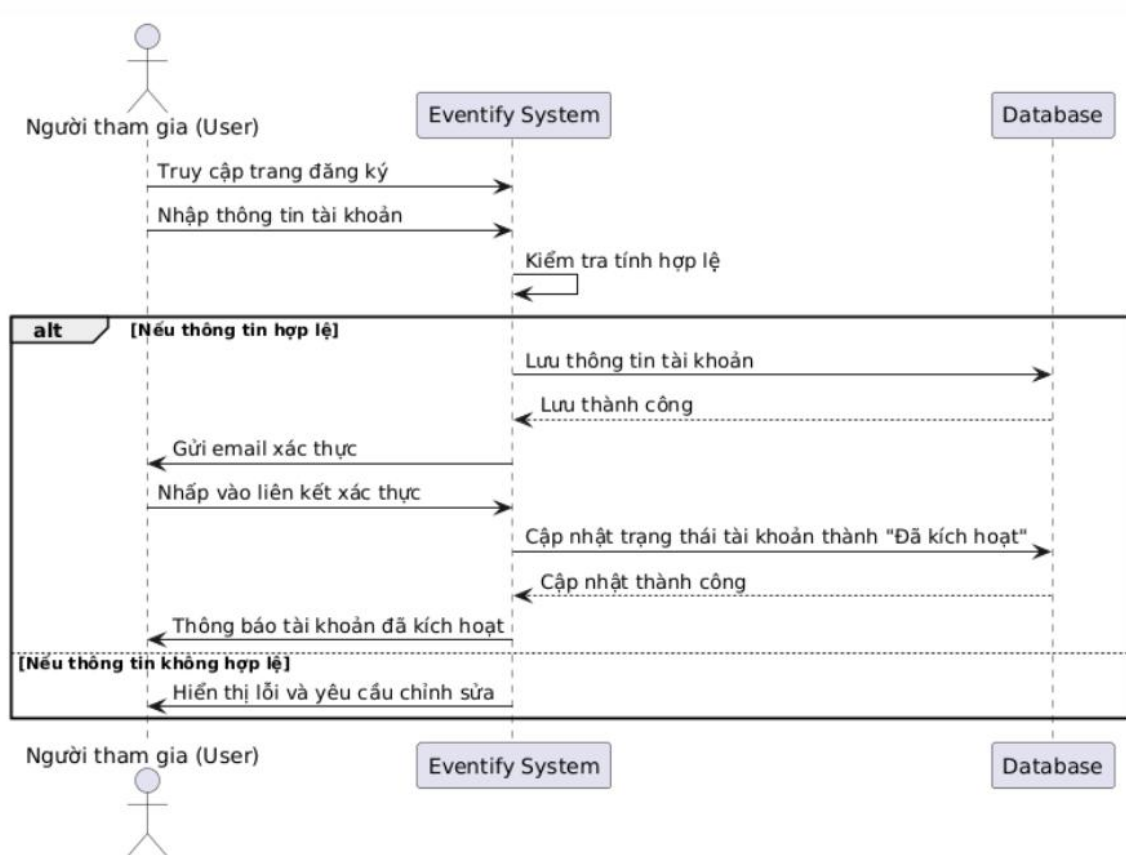 Người tham gia (User)
Eventify System
Database
Truy cập trang đăng ký
Nhập thông tin tài khoản
Kiểm tra tính hợp lệ
alt
[Nếu thông tin hợp lệ]
Lưu thông tin tài khoản
Lưu thành công
Gửi email xác thực
Nhấp vào liên kết xác thực
Cập nhật trạng thái tài khoản thành "Đã kích hoạt"
Cập nhật thành công
Thông báo tài khoản đã kích hoạt
[Nếu thông tin không hợp lệ]
Hiển thị lỗi và yêu cầu chỉnh sửa
Người tham gia (User)
Eventify System
Database